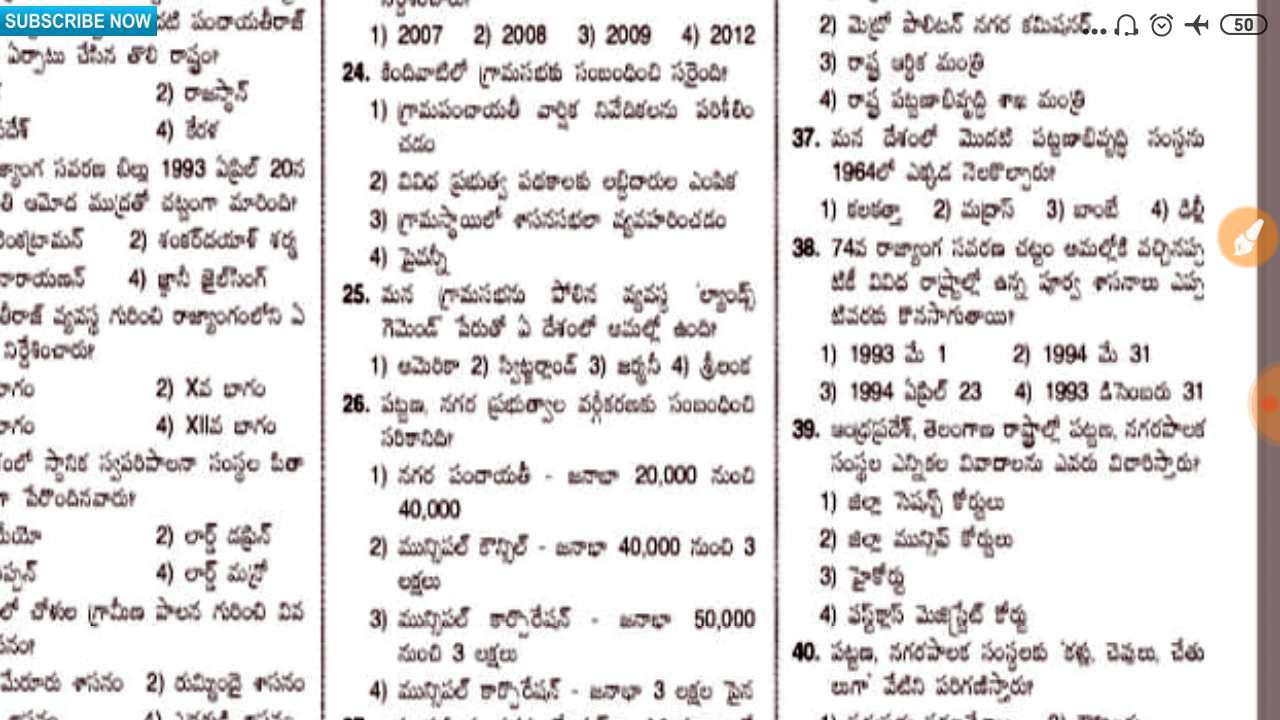 SUBSCRIBE NOW
పంచాయతీరాజ్
ఏర్పాటు చేసిన తొలి రాష్ట్రం?
2) రాజస్థాన్
4) కేరళ
సవరణ బిల్లు 1993 ఏప్రిల్ 20న
ఆమోద ముద్రతో చట్టంగా మారింది?
2) శంకర్‌దయాళ్ శర్మ
4) జ్ఞానీ జైల్‌సింగ్
వ్యవస్థ గురించి రాజ్యాంగంలోని ఏ
నిర్దేశించారు?
2) Xవ భాగం
4) XIIవ భాగం
స్థానిక స్వపరిపాలనా సంస్థల పితా
పేరొందినవారు?
2) లార్డ్ డఫ్రిన్
4) లార్డ్ మన్రో
చోళుల గ్రామీణ పాలన గురించి వివ
శాసనం 2) రుమ్మిందై శాసనం
1) 2007 2) 2008 3) 2009 4) 2012
24. కిందివాటిలో గ్రామసభకు సంబంధించి సరైంది?
1) గ్రామపంచాయతీ వార్షిక నివేదికలను పరిశీలిం
చడం
2) వివిధ ప్రభుత్వ పథకాలకు లబ్ధిదారుల ఎంపిక
3) గ్రామస్థాయిలో శాసనసభలా వ్యవహరించడం
4) పైవన్నీ
25. మన గ్రామసభను పోలిన వ్యవస్థ 'ల్యాండ్స్
గెమెండ్' పేరుతో ఏ దేశంలో అమల్లో ఉంది?
1) అమెరికా 2) స్విట్జర్లాండ్ 3) జర్మనీ 4) శ్రీలంక
26. పట్టణ, నగర ప్రభుత్వాల వర్గీకరణకు సంబంధించి
సరికానిది?
1) నగర పంచాయతీ - జనాభా 20,000 నుంచి
40,000
2) మున్సిపల్ కౌన్సిల్ - జనాభా 40,000 నుంచి 3
లక్షలు
3) మున్సిపల్ కార్పొరేషన్ - జనాభా 50,000
నుంచి 3 లక్షలు
4) మున్సిపల్ కార్పొరేషన్ - జనాభా 3 లక్షల పైన
2) మెట్రో పాలిటన్ నగర కమిషనర్
50
3) రాష్ట్ర ఆర్థిక మంత్రి
4) రాష్ట్ర పట్టణాభివృద్ధి శాఖ మంత్రి
37. మన దేశంలో మొదటి పట్టణాభివృద్ధి సంస్థను
1964లో ఎక్కడ నెలకొల్పారు?
1) కలకత్తా 2) మద్రాస్ 3) బాంబే 4) ఢిల్లీ
38. 74వ రాజ్యాంగ సవరణ చట్టం అమల్లోకి వచ్చినప్ప
టికీ వివిధ రాష్ట్రాల్లో ఉన్న పూర్వ శాసనాలు ఎప్ప
టివరకు కొనసాగుతాయి?
1) 1993 మే 1 2) 1994 మే 31
3) 1994 ఏప్రిల్ 23 4) 1993 డిసెంబరు 31
39. ఆంధ్రప్రదేశ్, తెలంగాణ రాష్ట్రాల్లో పట్టణ, నగరపాలక
సంస్థల ఎన్నికల వివాదాలను ఎవరు విచారిస్తారు?
1) జిల్లా సెషన్స్ కోర్టులు
2) జిల్లా మున్సిఫ్ కోర్టులు
3) హైకోర్టు
4) ఫస్ట్‌క్లాస్ మెజిస్ట్రేట్ కోర్టు
40. పట్టణ, నగరపాలక సంస్థలకు 'కళ్లు, చెవులు, చేతు
లుగా' వేటిని పరిగణిస్తారు?